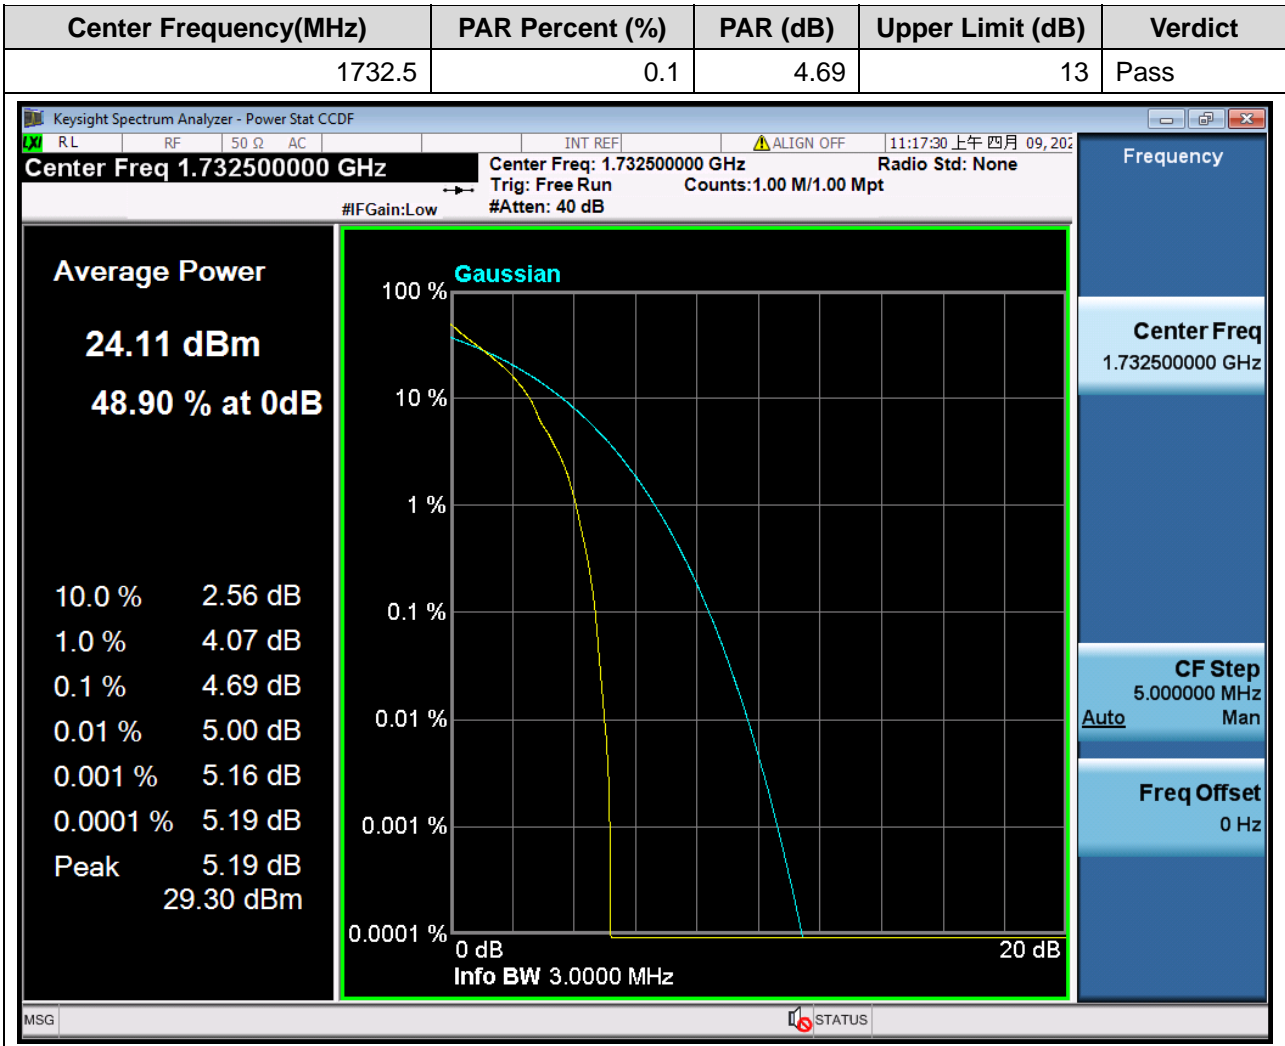 Center Frequency(MHz) PAR Percent (%) PAR (dB) Upper Limit (dB) Verdict
1732.5 0.1 4.69 13 Pass
Keysight Spectrum Analyzer - Power Stat CCDF
LXI RL RF 50 Ω AC INT REF ALIGN OFF 11:17:30 上午 四月 09, 202
Center Freq 1.732500000 GHz
#IFGain:Low
Center Freq: 1.732500000 GHz Radio Std: None
Trig: Free Run Counts:1.00 M/1.00 Mpt
#Atten: 40 dB
Average Power
24.11 dBm
48.90 % at 0dB
10.0 % 2.56 dB
1.0 % 4.07 dB
0.1 % 4.69 dB
0.01 % 5.00 dB
0.001 % 5.16 dB
0.0001 % 5.19 dB
Peak 5.19 dB
29.30 dBm
Gaussian
100 %
10 %
1 %
0.1 %
0.01 %
0.001 %
0.0001 %
0 dB 20 dB
Info BW 3.0000 MHz
Frequency
Center Freq
1.732500000 GHz
CF Step
5.000000 MHz
Auto Man
Freq Offset
0 Hz
MSG STATUS